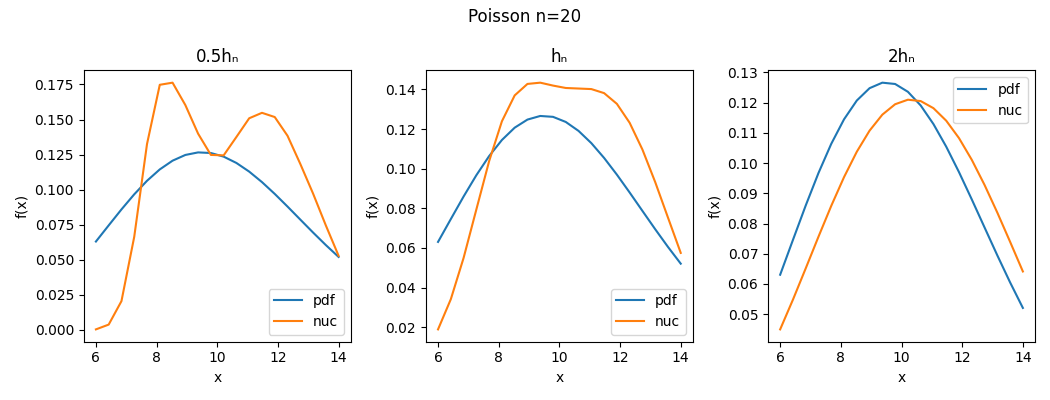 Poisson n=20
0.5hₙ
hₙ
2hₙ
0.175
0.150
0.125
0.100
0.075
0.050
0.025
0.000
f(x)
6 8 10 12 14
x
pdf
nuc
0.14
0.12
0.10
0.08
0.06
0.04
0.02
f(x)
6 8 10 12 14
x
pdf
nuc
0.13
0.12
0.11
0.10
0.09
0.08
0.07
0.06
0.05
f(x)
6 8 10 12 14
x
pdf
nuc